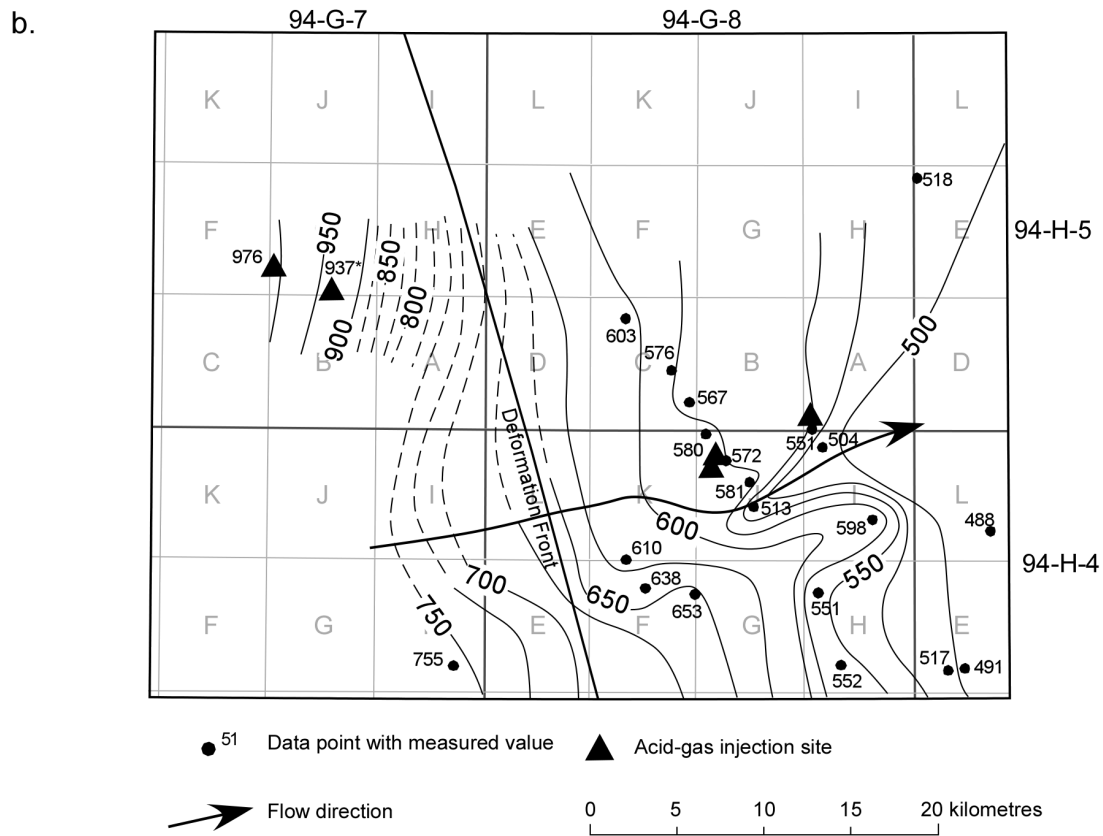 b.
94-G-7
94-G-8
K J I L K J I L
518
F 950 H E F G H E
94-H-5
976
937*
850
800
900
603
500
576
C B A D C B A D
567
Deformation Front
580
572
551
504
K J I L K J I L
581
513
600
598
488
610
94-H-4
550
700
638
650
653
551
750
F G E F G H E
755
552
517
491
51 Data point with measured value
Acid-gas injection site
Flow direction
0 5 10 15 20 kilometres